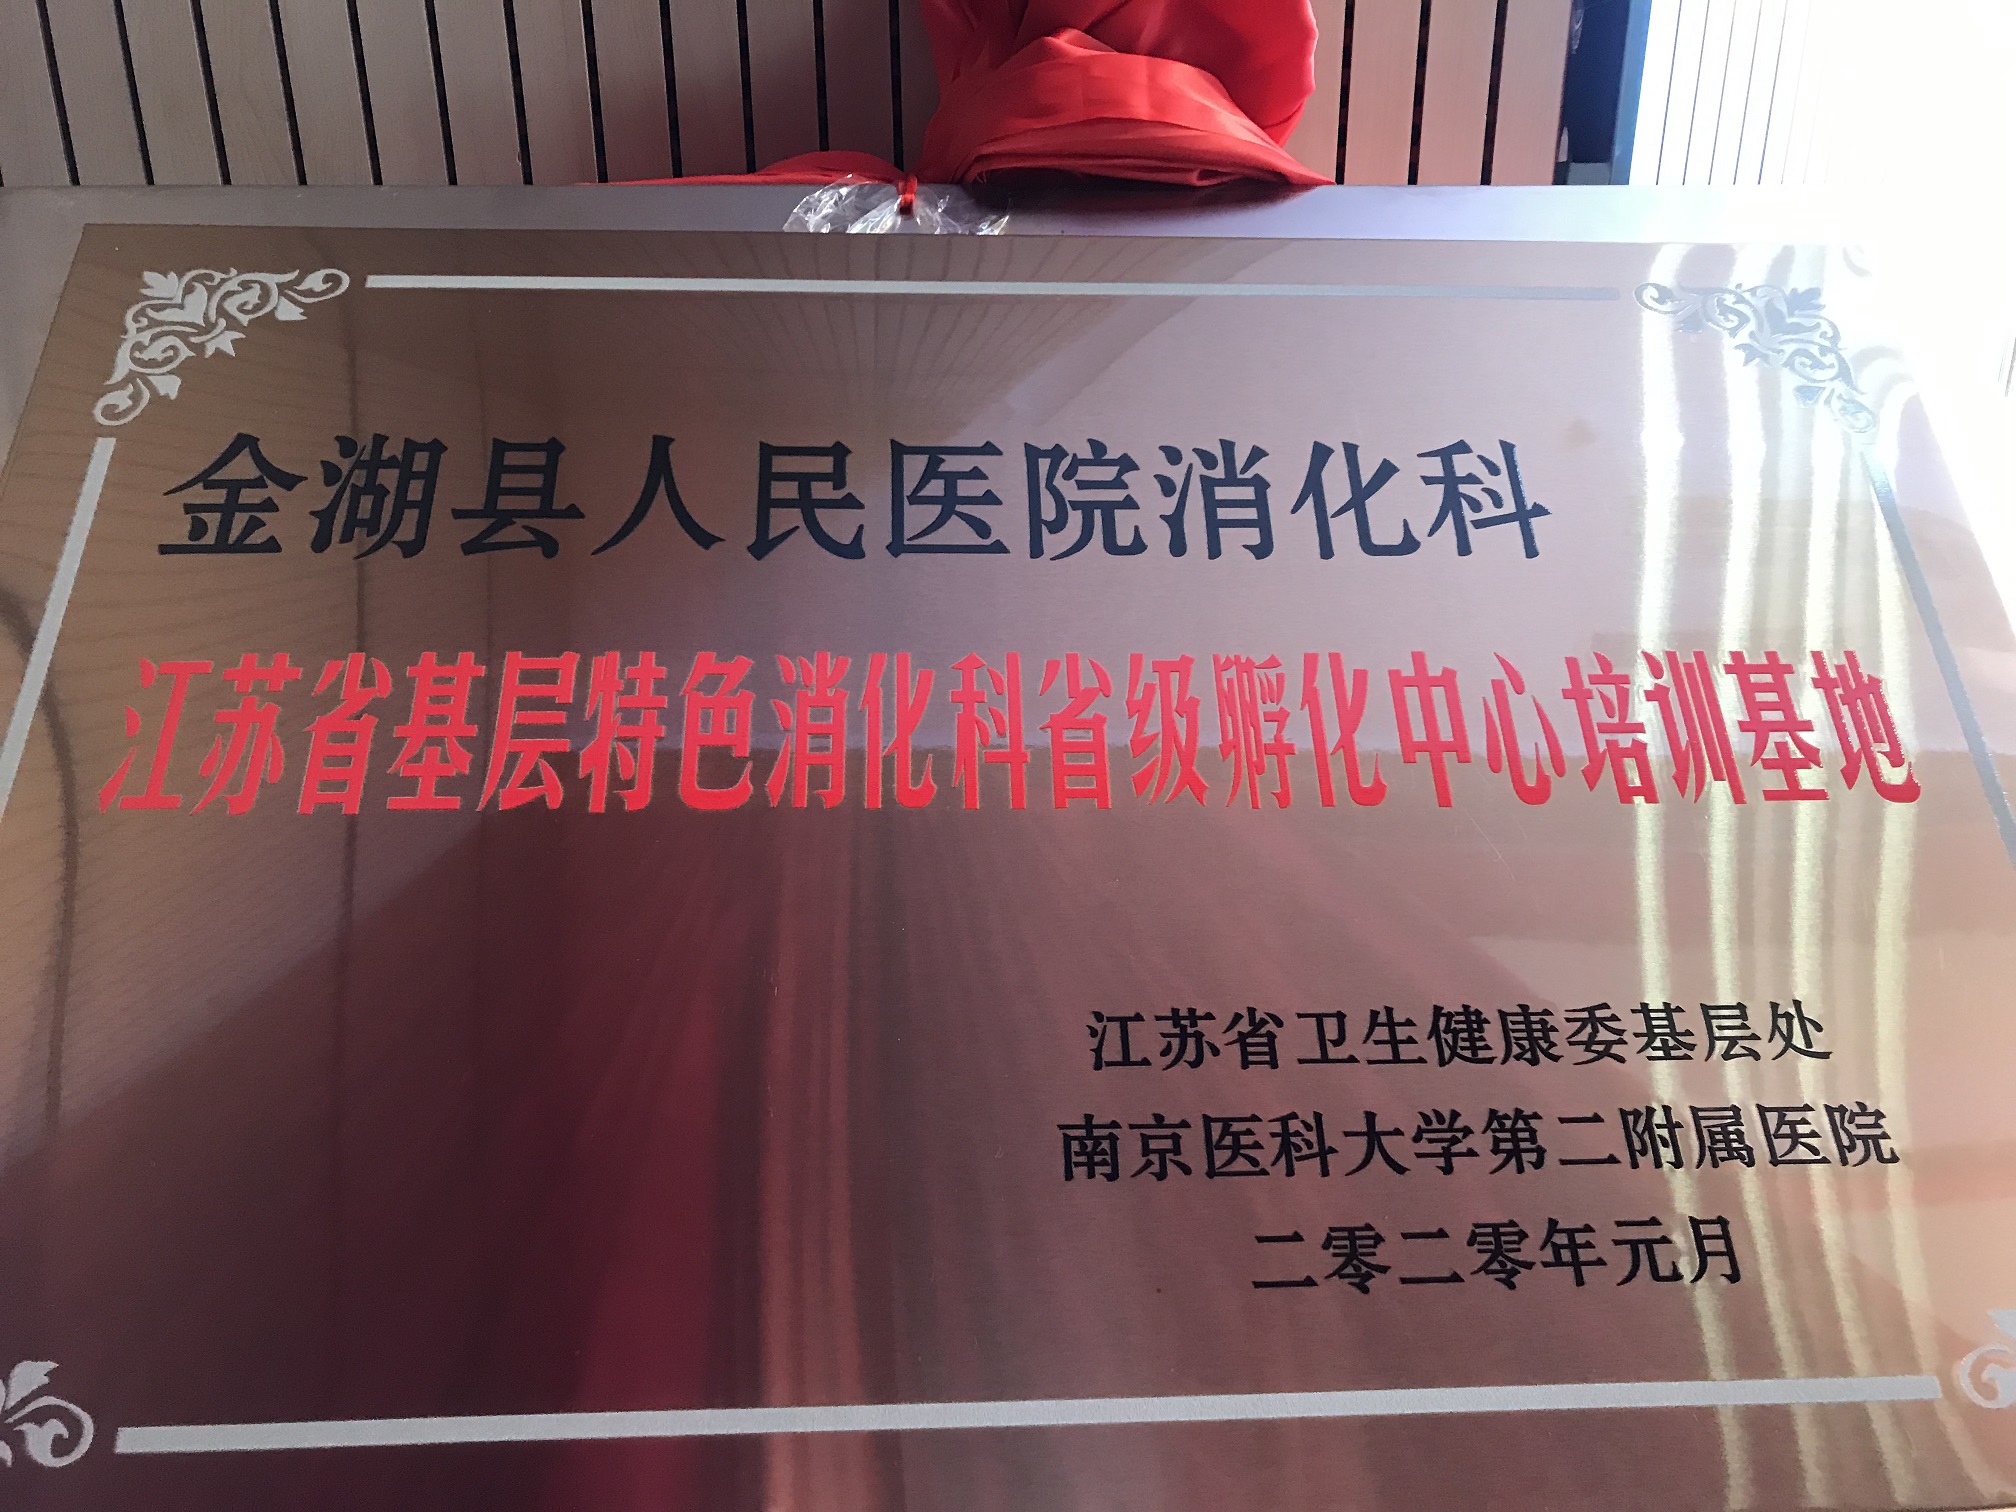 金湖县人民医院消化科
江苏省基层特色消化科省级孵化中心培训基地
江苏省卫生健康委基层处
南京医科大学第二附属医院
二零二零年元月